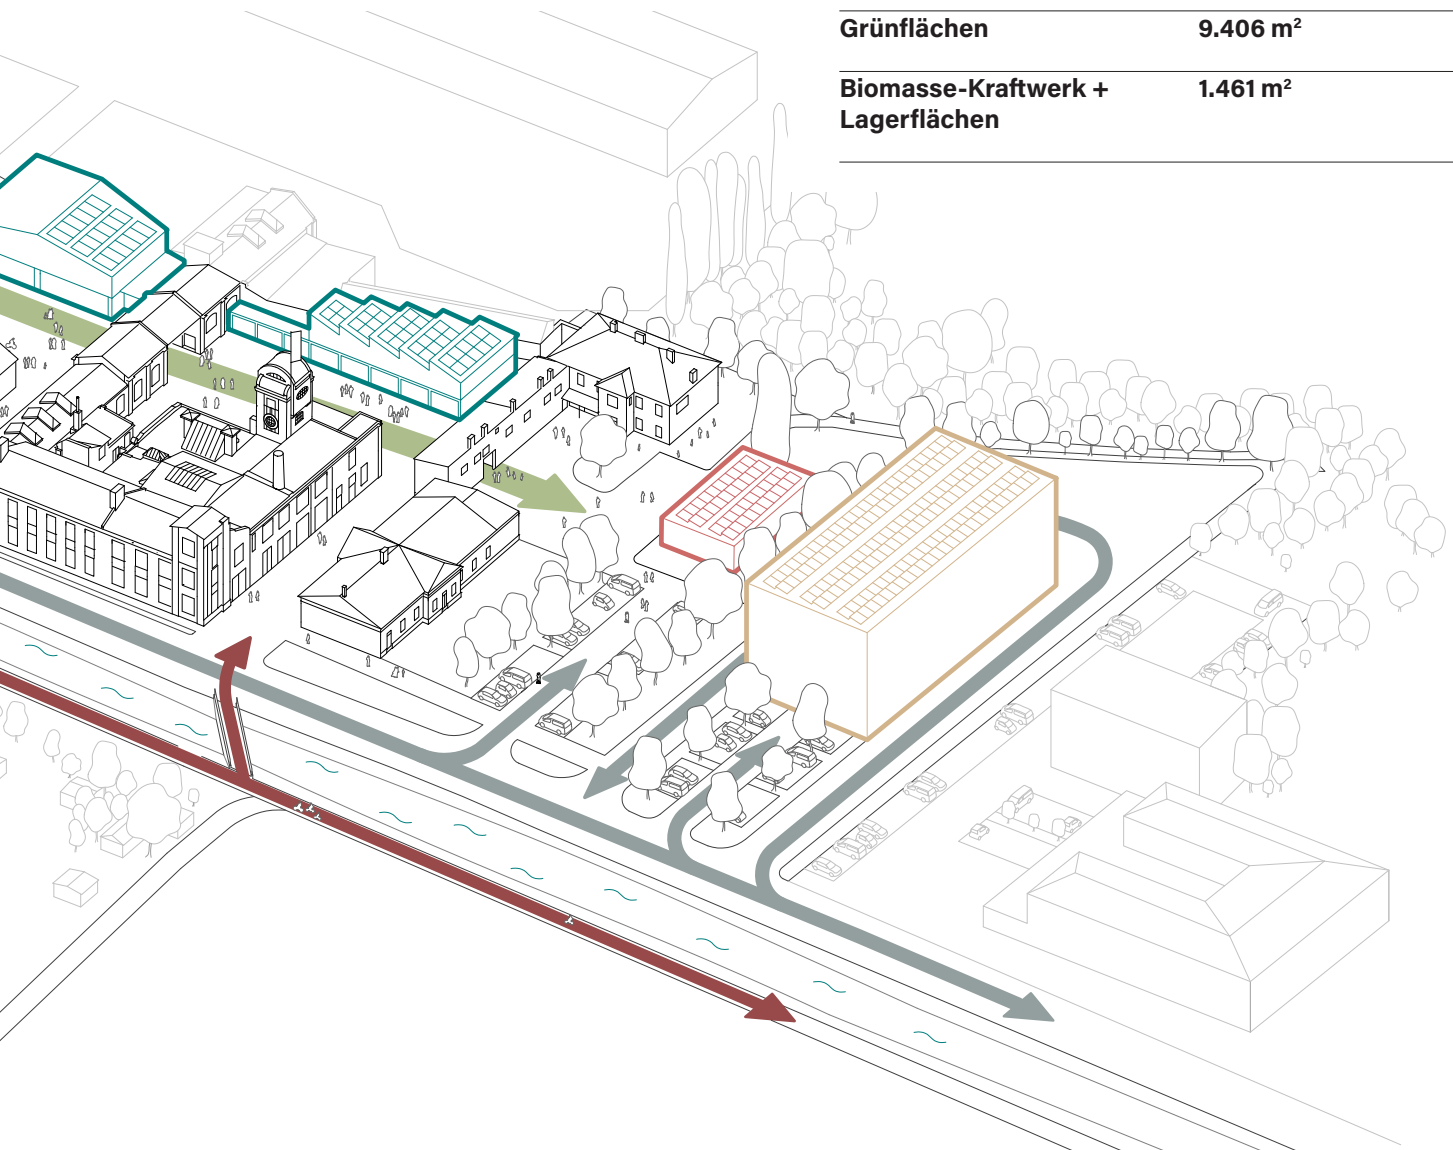 Grünflächen 9.406 m²
Biomasse-Kraftwerk + 1.461 m²
Lagerflächen